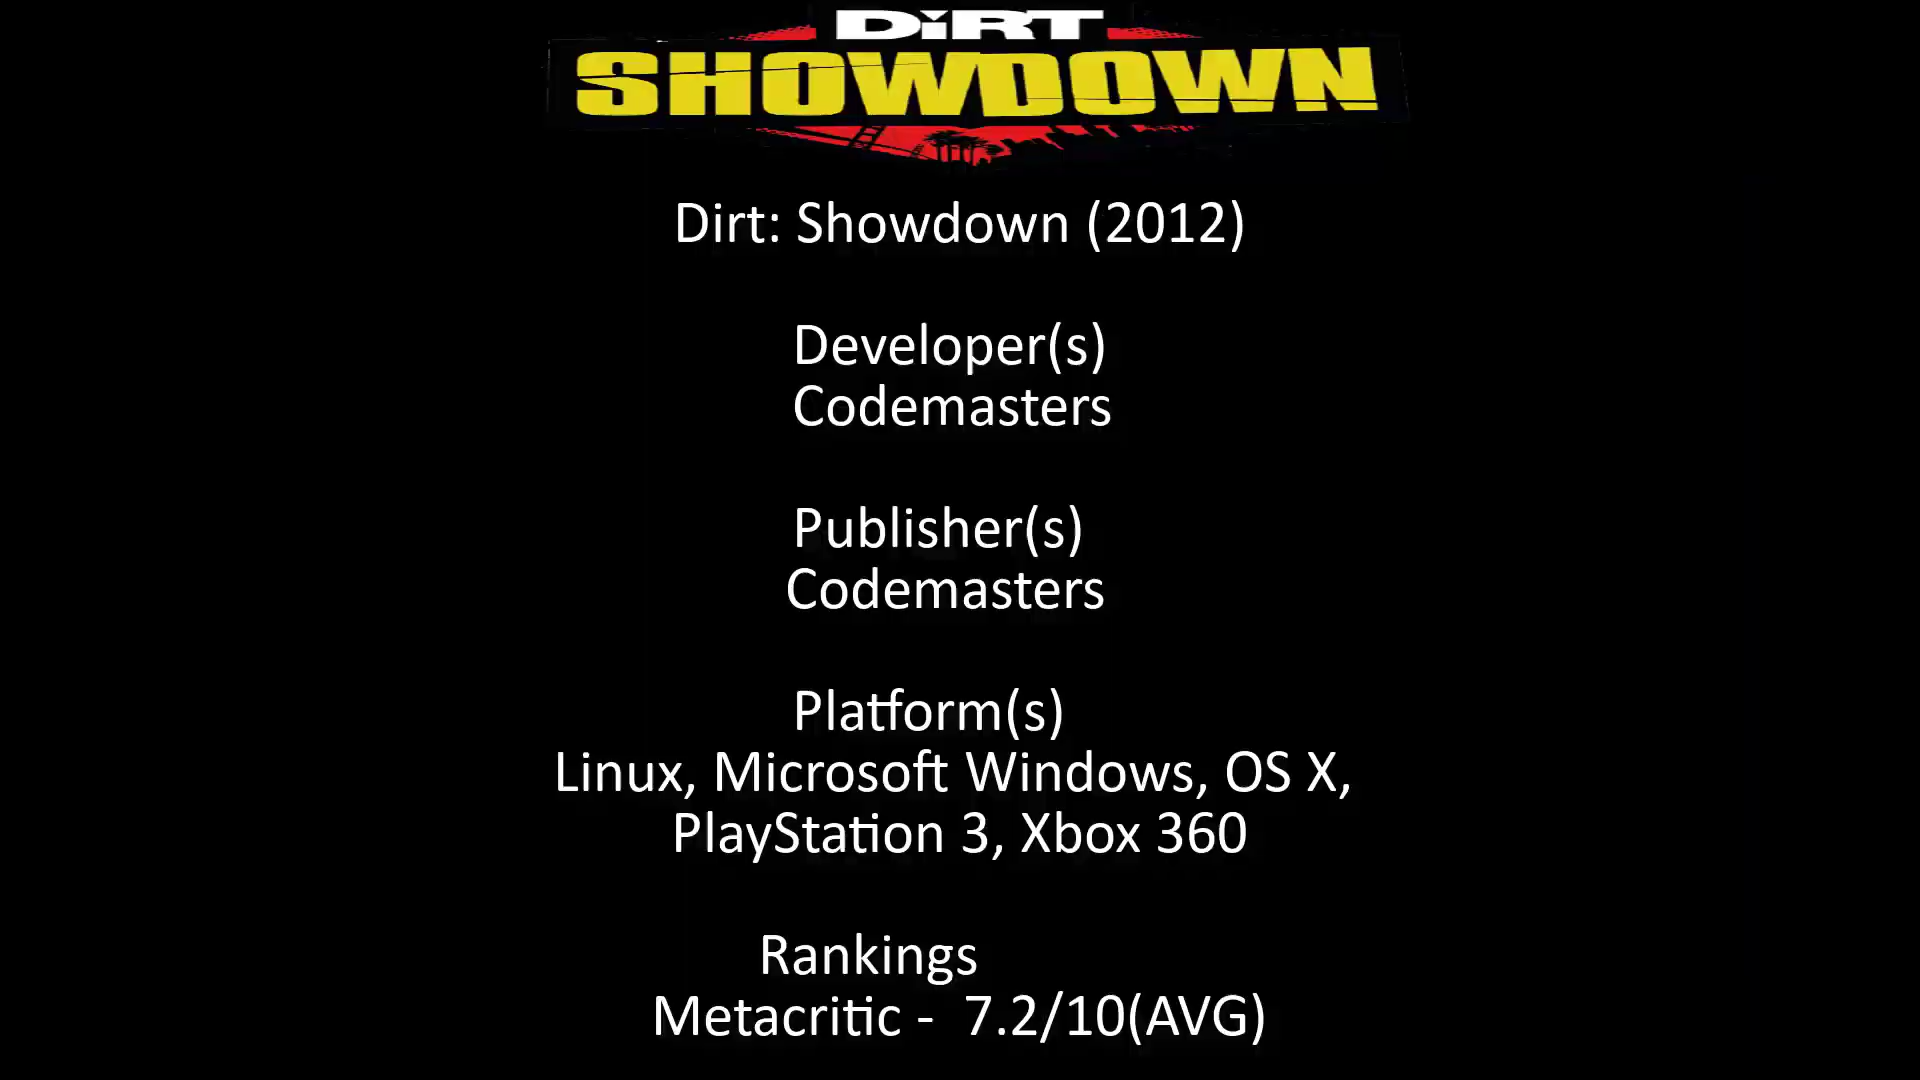 DiRT
SHOWDOWN
Dirt: Showdown (2012)
Developer(s)
Codemasters
Publisher(s)
Codemasters
Platform(s)
Linux, Microsoft Windows, OS X,
PlayStation 3, Xbox 360
Rankings
Metacritic -  7.2/10(AVG)